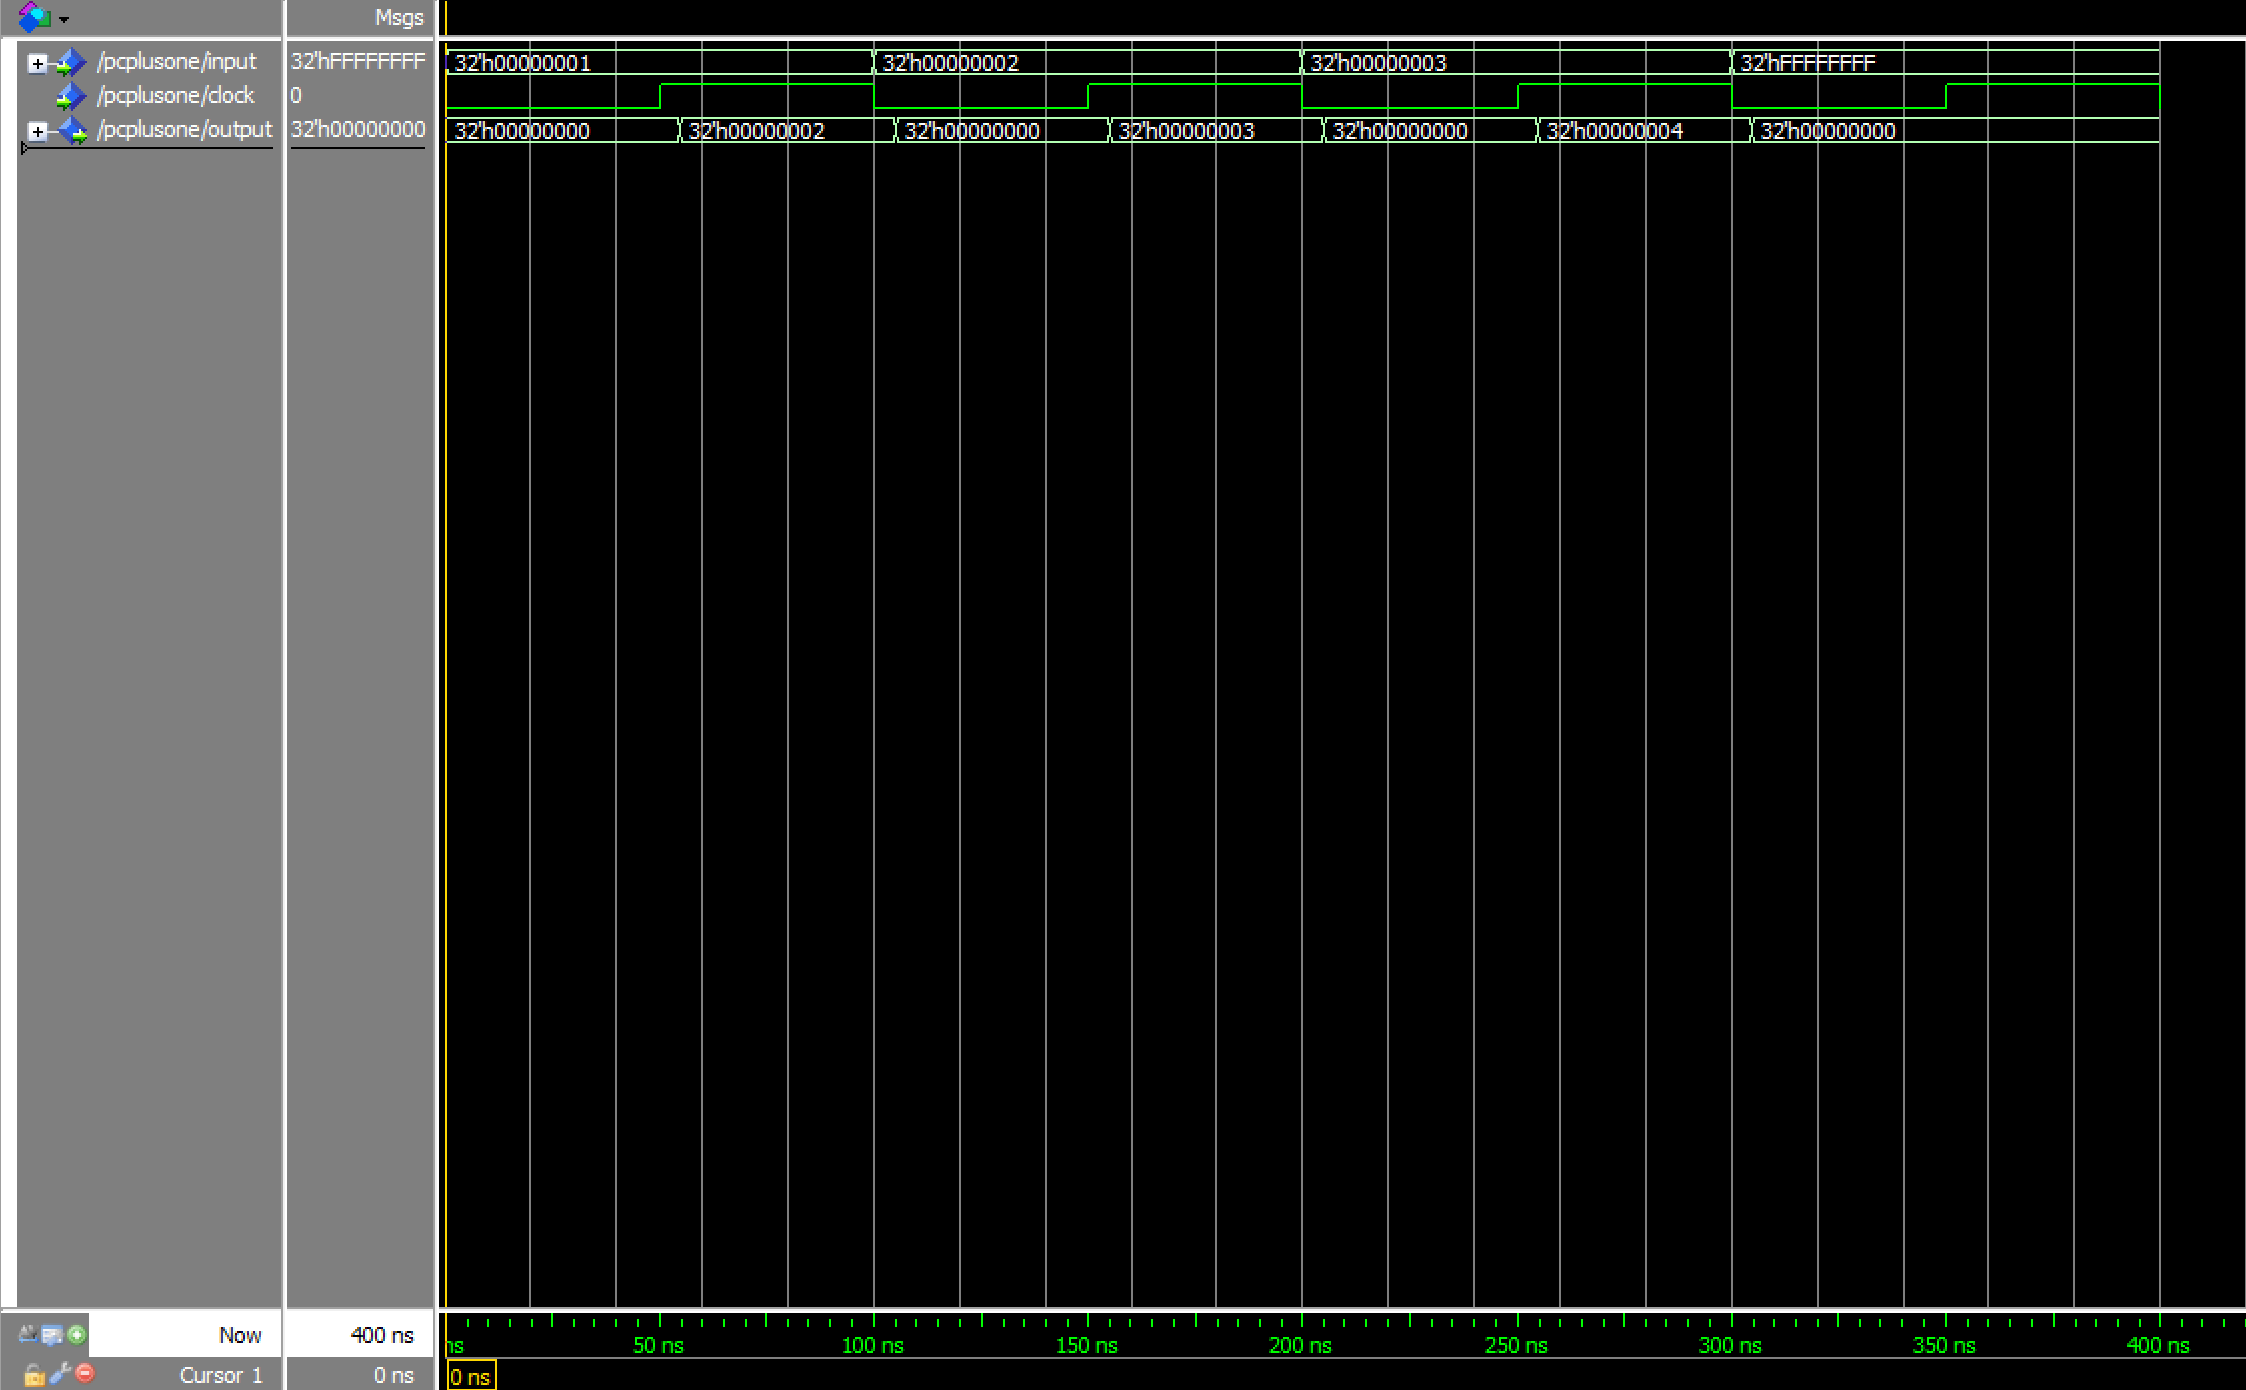 Msgs
/pcplusone/input 32'hFFFFFFFF 32'h00000001 32'h00000002 32'h00000003 32'hFFFFFFFF
/pcplusone/clock 0
/pcplusone/output 32'h00000000 32'h00000000 32'h00000002 32'h00000000 32'h00000003 32'h00000000 32'h00000004 32'h00000000
Now 400 ns ns 50 ns 100 ns 150 ns 200 ns 250 ns 300 ns 350 ns 400 ns
Cursor 1 0 ns 0 ns